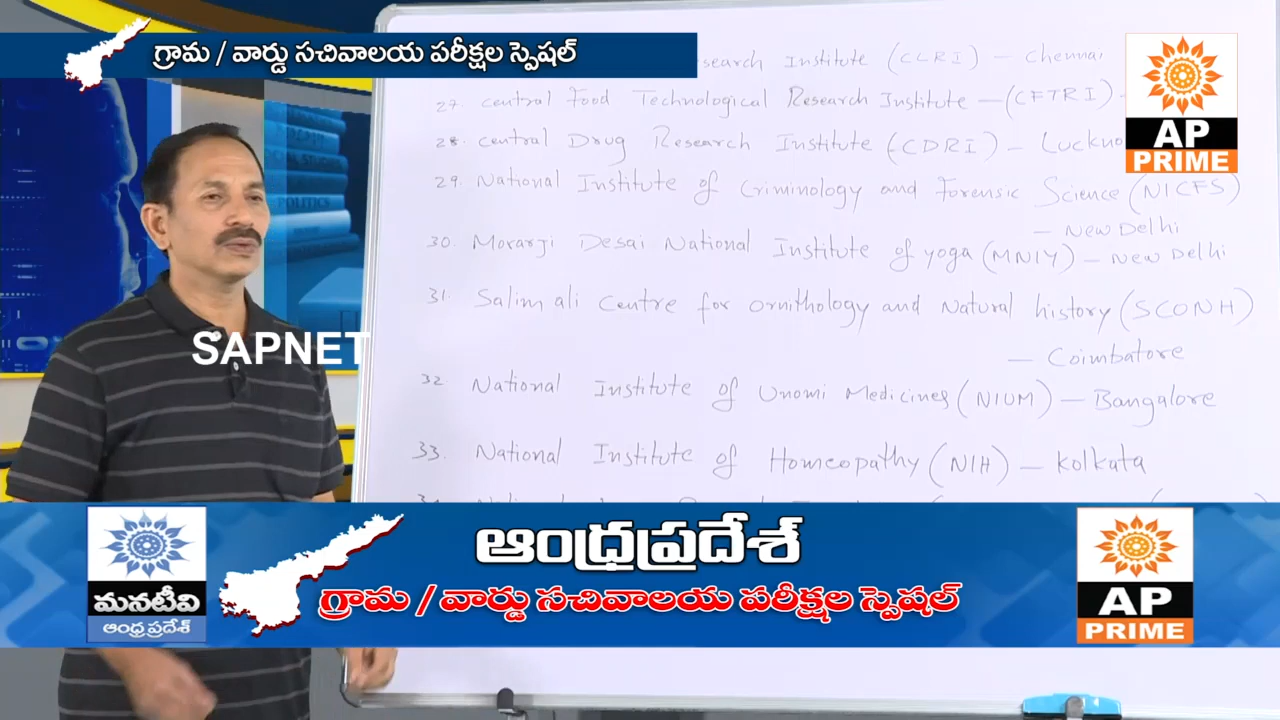 గ్రామ / వార్డు సచివాలయ పరీక్షల స్పెషల్
search Institute (CLRI) - Chennai
27 Central Food Technological Research Institute - (CFTRI) -
28. Central Drug Research Institute (CDRI) - Luckno
29. National Institute of Criminology and Forensic Science (NICFS)
- New Delhi
30. Morarji Desai National Institute of yoga (MNIY) - New Delhi
31. Salim ali Centre for ornithology and Natural history (SCONH)
- Coimbatore
32 National Institute of Unomi Medicines (NIUM) - Bangalore
33. National Institute of Homeopathy (NIH) - Kolkata
AP
PRIME
POLITICS
SAPNET
ఆంధ్రప్రదేశ్
గ్రామ / వార్డు సచివాలయ పరీక్షల స్పెషల్
మనటీవి
ఆంధ్రప్రదేశ్
AP
PRIME